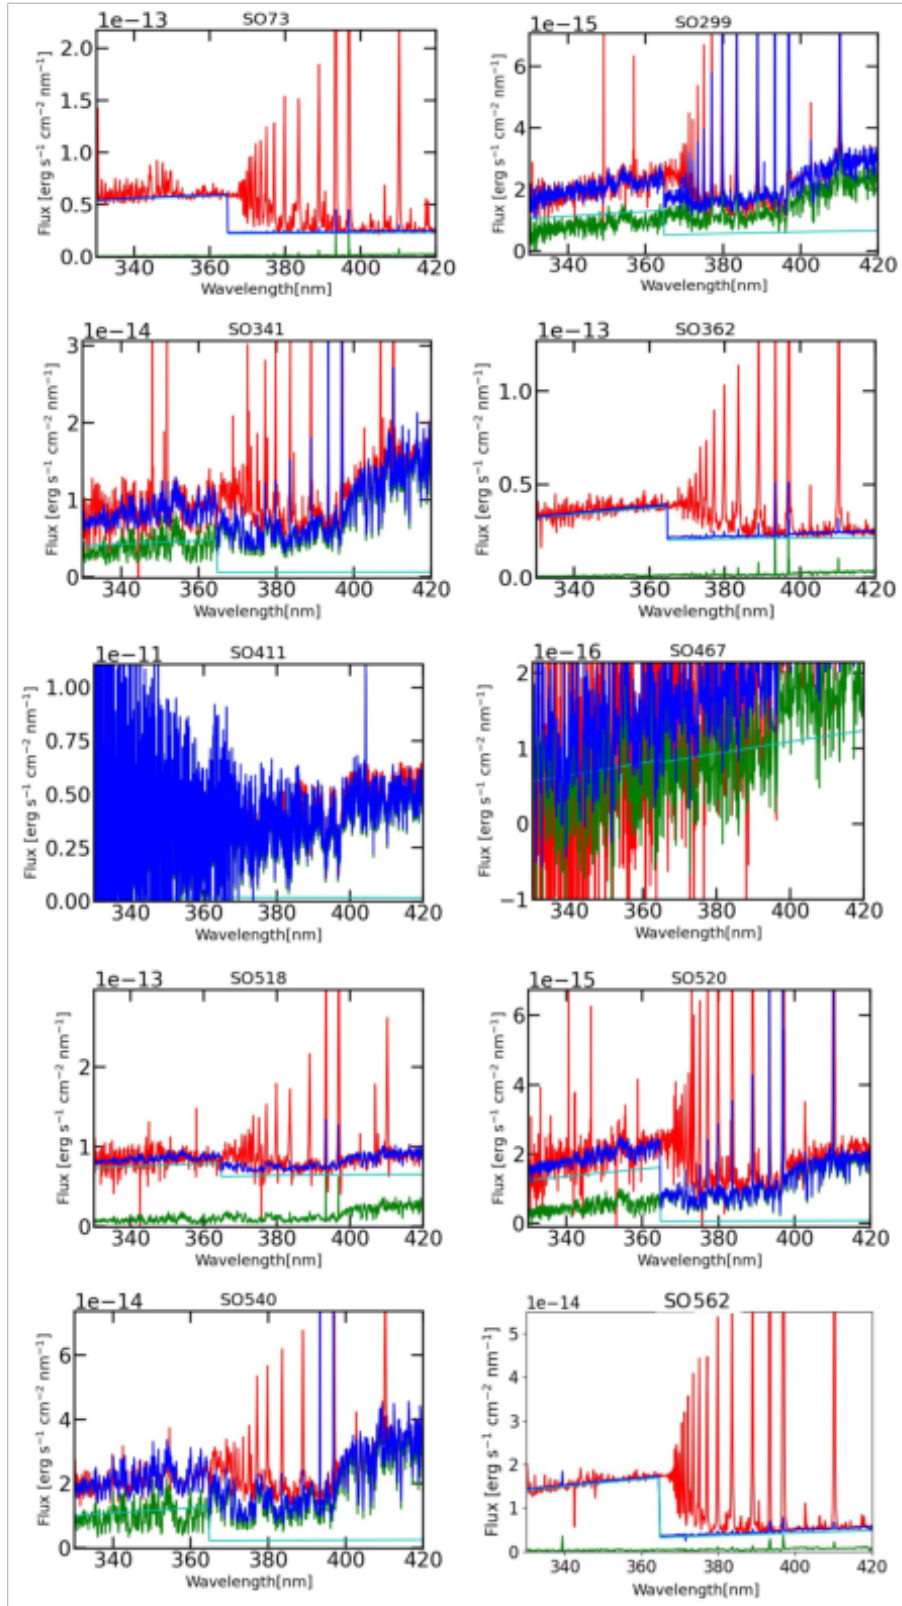 1e−13 SO73
2.0
1.5
1.0
0.5
0.0
340 360 380 400 420
Wavelength[nm]
Flux [erg s⁻¹ cm⁻² nm⁻¹]
1e−15 SO299
6
4
2
0
340 360 380 400 420
Wavelength[nm]
Flux [erg s⁻¹ cm⁻² nm⁻¹]
1e−14 SO341
3
2
1
0
340 360 380 400 420
Wavelength[nm]
Flux [erg s⁻¹ cm⁻² nm⁻¹]
1e−13 SO362
1.0
0.5
0.0
340 360 380 400 420
Wavelength[nm]
Flux [erg s⁻¹ cm⁻² nm⁻¹]
1e−11 SO411
1.00
0.75
0.50
0.25
0.00
340 360 380 400 420
Wavelength[nm]
Flux [erg s⁻¹ cm⁻² nm⁻¹]
1e−16 SO467
2
1
0
−1
340 360 380 400 420
Wavelength[nm]
Flux [erg s⁻¹ cm⁻² nm⁻¹]
1e−13 SO518
2
1
0
340 360 380 400 420
Wavelength[nm]
Flux [erg s⁻¹ cm⁻² nm⁻¹]
1e−15 SO520
6
4
2
0
340 360 380 400 420
Wavelength[nm]
Flux [erg s⁻¹ cm⁻² nm⁻¹]
1e−14 SO540
6
4
2
0
340 360 380 400 420
Wavelength[nm]
Flux [erg s⁻¹ cm⁻² nm⁻¹]
1e−14 SO562
5
4
3
2
1
0
340 360 380 400 420
Wavelength[nm]
Flux [erg s⁻¹ cm⁻² nm⁻¹]